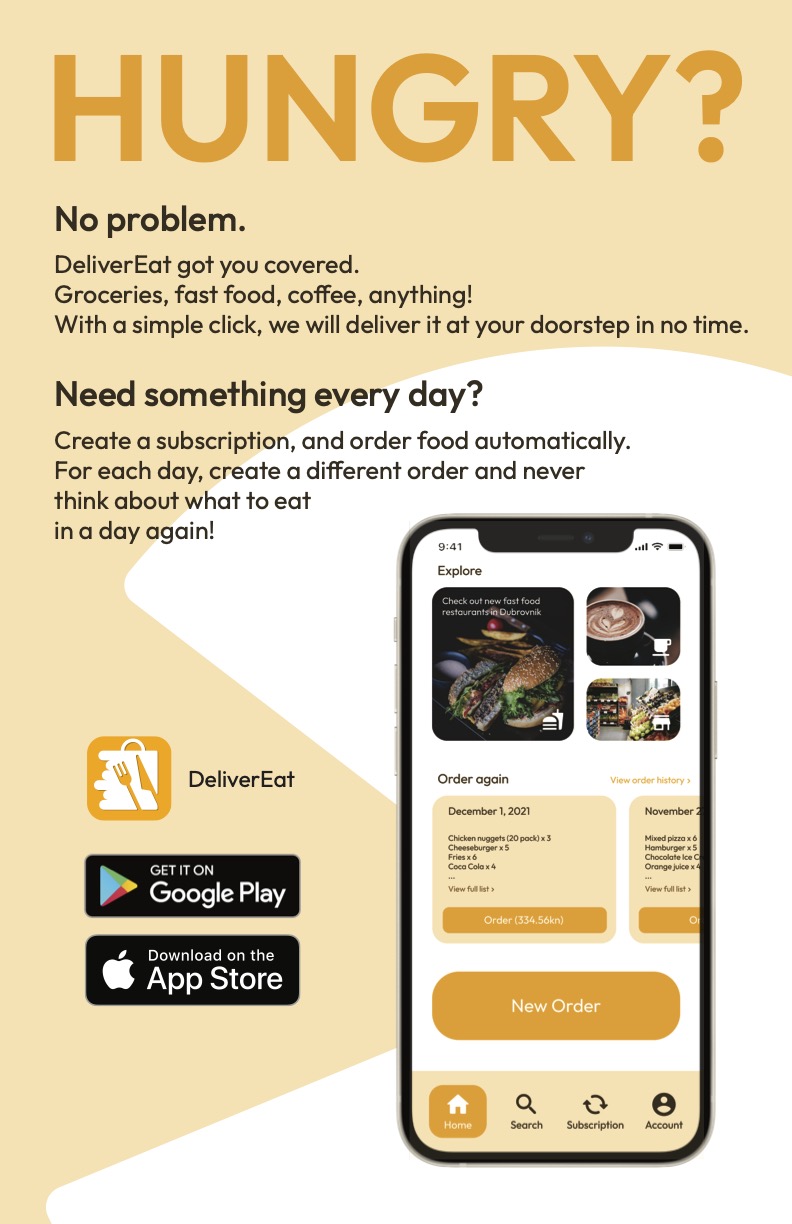 HUNGRY?
No problem.
DeliverEat got you covered.
Groceries, fast food, coffee, anything!
With a simple click, we will deliver it at your doorstep in no time.
Need something every day?
Create a subscription, and order food automatically.
For each day, create a different order and never
think about what to eat
in a day again!
9:41
Explore
Check out new fast food
restaurants in Dubrovnik
Order again
View order history ›
December 1, 2021
Chicken nuggets (20 pack) x 3
Cheeseburger x 5
Fries x 6
Coca Cola x 4
...
View full list ›
Order (334.56kn)
November 2
Mixed pizza x 6
Hamburger x 5
Chocolate Ice C
Orange juice x 4
...
View full list ›
Or
New Order
Home
Search
Subscription
Account
DeliverEat
GET IT ON
Google Play
Download on the
App Store